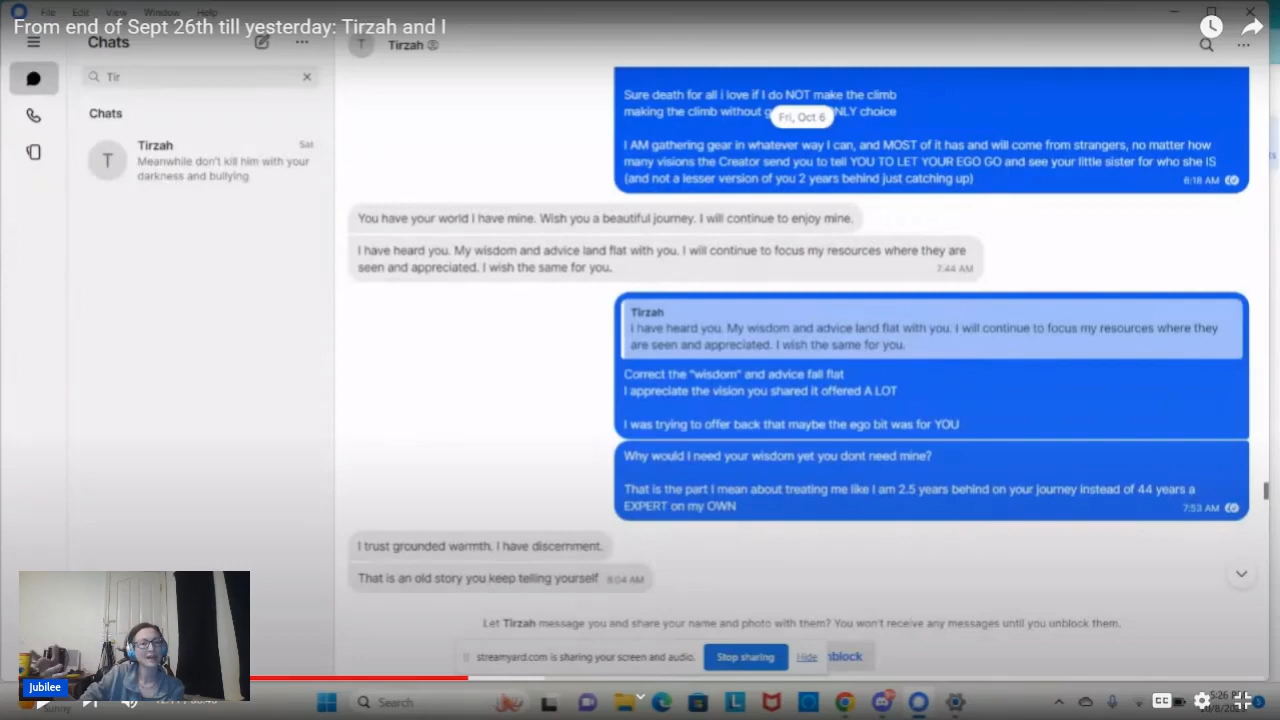 File Edit View Window Help
From end of Sept 26th till yesterday: Tirzah and I
Chats
Tir
Chats
Tirzah
Sat
Meanwhile don't kill him with your
darkness and bullying
T
T
Tirzah
Sure death for all i love if I do NOT make the climb
making the climb without
ONLY choice
Fri, Oct 6
I AM gathering gear in whatever way I can, and MOST of it has and will come from strangers, no matter how
many visions the Creator send you to tell YOU TO LET YOUR EGO GO and see your little sister for who she IS
(and not a lesser version of you 2 years behind just catching up)
6:18 AM
You have your world I have mine. Wish you a beautiful journey. I will continue to enjoy mine.
I have heard you. My wisdom and advice land flat with you. I will continue to focus my resources where they are
seen and appreciated. I wish the same for you.
7:44 AM
Tirzah
I have heard you. My wisdom and advice land flat with you. I will continue to focus my resources where they
are seen and appreciated. I wish the same for you.
Correct the "wisdom" and advice fall flat
I appreciate the vision you shared it offered A LOT
I was trying to offer back that maybe the ego bit was for YOU
Why would I need your wisdom yet you dont need mine?
That is the part I mean about treating me like I am 2.5 years behind on your journey instead of 44 years a
EXPERT on my OWN
7:53 AM
I trust grounded warmth. I have discernment.
That is an old story you keep telling yourself
8:04 AM
Let Tirzah message you and share your name and photo with them? You won't receive any messages until you unblock them.
streamyard.com is sharing your screen and audio.
Stop sharing
Hide
Jubilee
Sunny
Search
CC